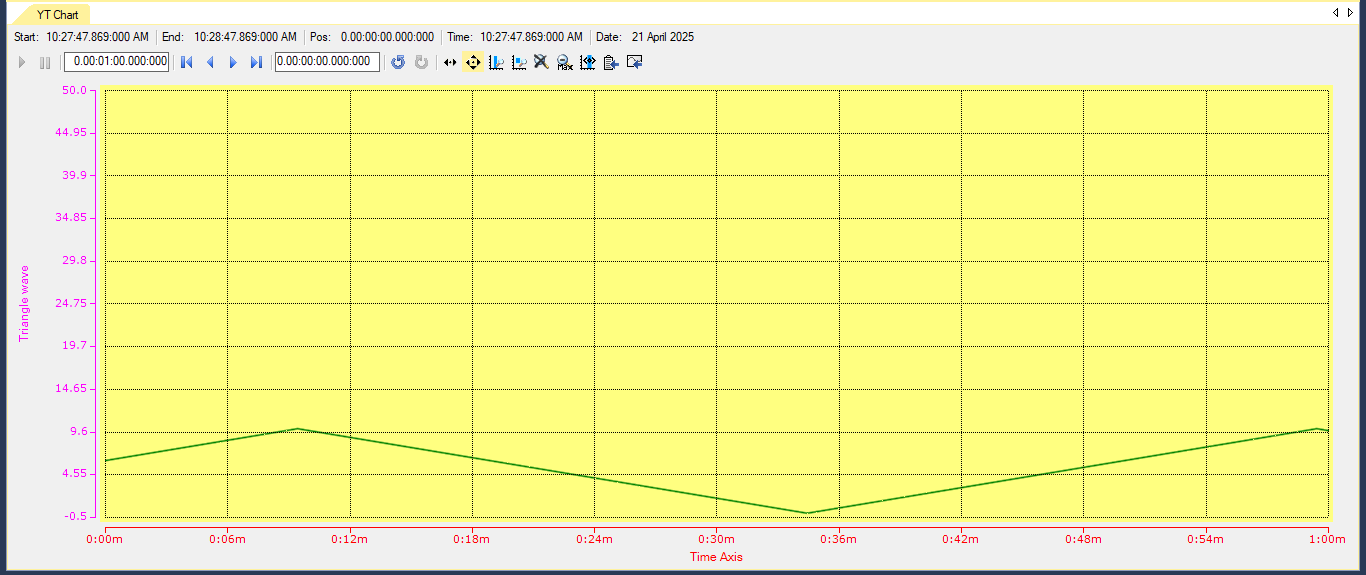 YT Chart
Start: 10:27:47.869:000 AM End: 10:28:47.869:000 AM Pos: 0.00:00:00.000:000 Time: 10:27:47.869:000 AM Date: 21 April 2025
0.00:01:00.000:000 0.00:00:00.000:000 Max
50.0
44.95
39.9
34.85
29.8
24.75
19.7
14.65
9.6
4.55
-0.5
Triangle wave
0:00m 0:06m 0:12m 0:18m 0:24m 0:30m 0:36m 0:42m 0:48m 0:54m 1:00m
Time Axis